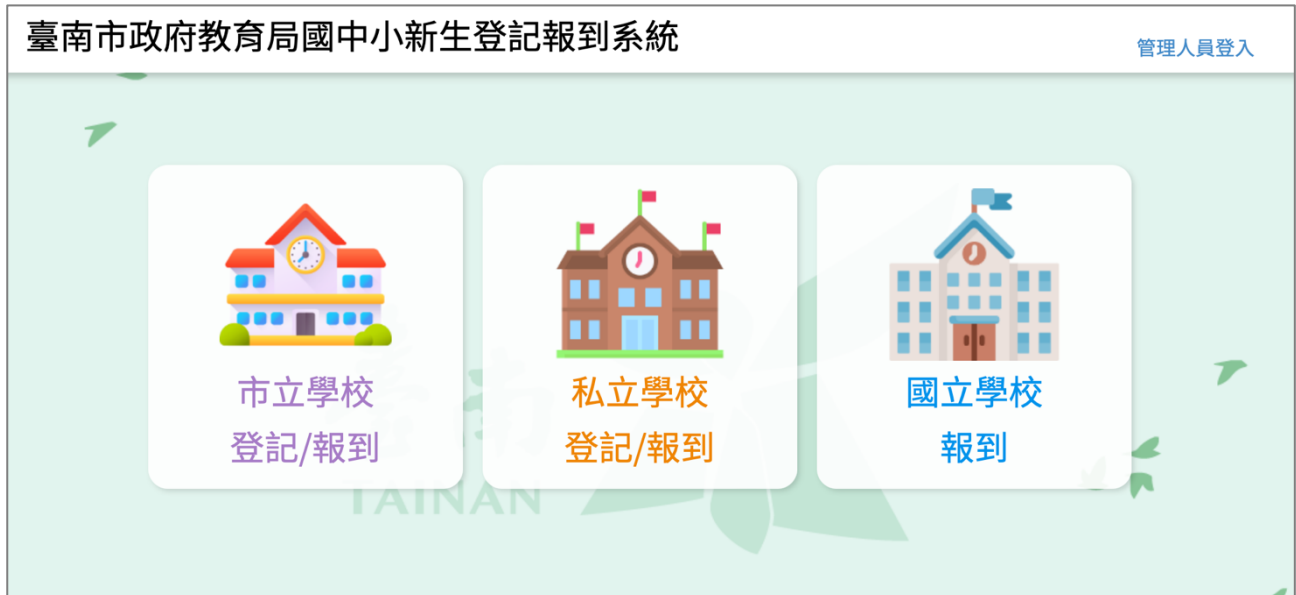 臺南市政府教育局國中小新生登記報到系統
管理人員登入
市立學校
登記/報到
私立學校
登記/報到
國立學校
報到
臺南
TAINAN